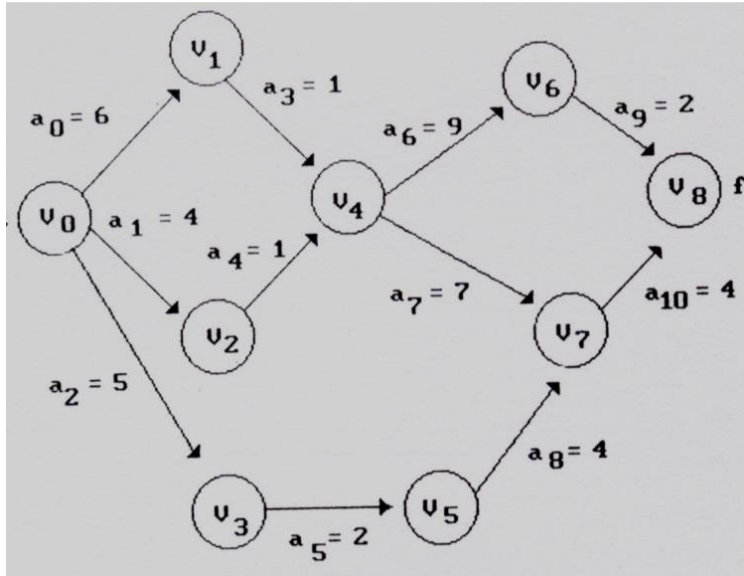 V1
a3 = 1
V6
a0 = 6
a6 = 9
a9 = 2
V0
a1 = 4
V4
V8 f
a4 = 1
a7 = 7
a10 = 4
V2
V7
a2 = 5
a8 = 4
V3
V5
a5 = 2